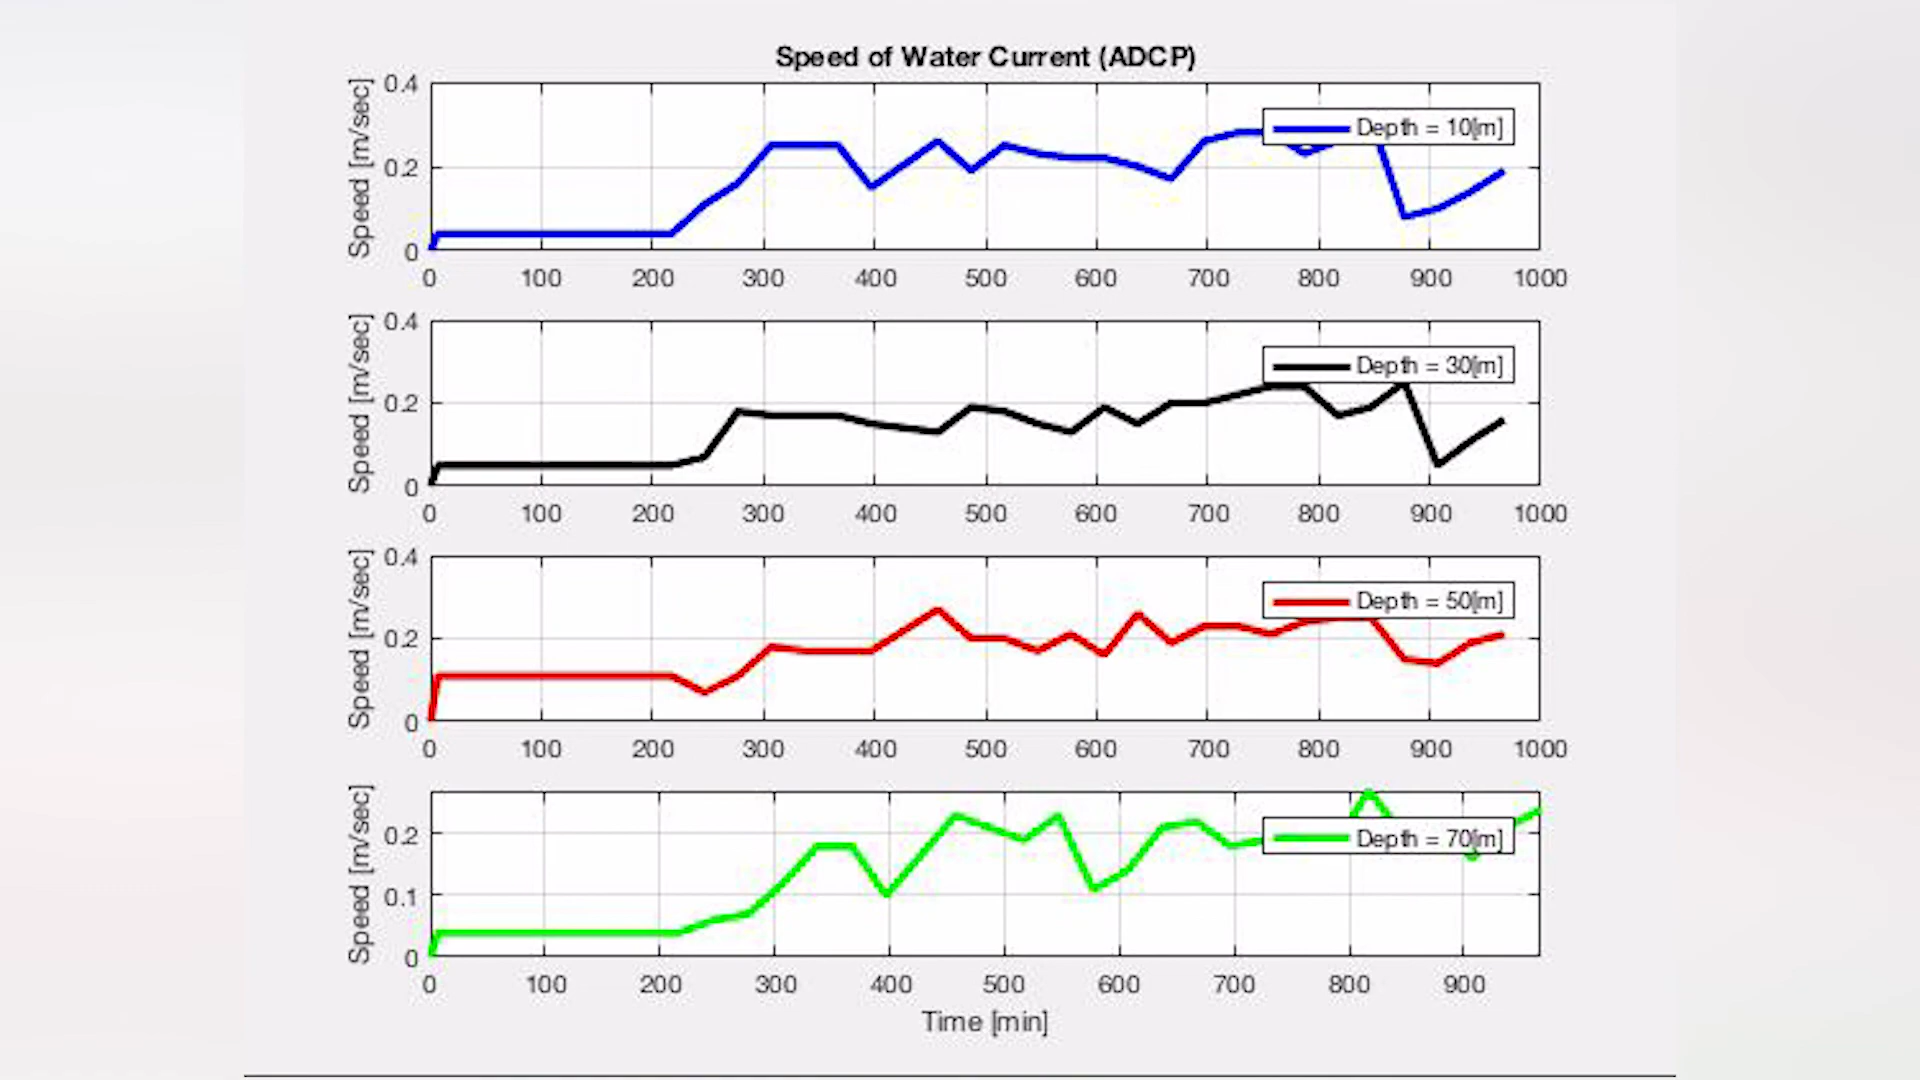 Speed of Water Current (ADCP)
Speed [m/sec]
0.4
0.2
0
Depth = 10[m]
0 100 200 300 400 500 600 700 800 900 1000
Speed [m/sec]
0.4
0.2
0
Depth = 30[m]
0 100 200 300 400 500 600 700 800 900 1000
Speed [m/sec]
0.4
0.2
0
Depth = 50[m]
0 100 200 300 400 500 600 700 800 900 1000
Speed [m/sec]
0.2
0.1
0
Depth = 70[m]
0 100 200 300 400 500 600 700 800 900
Time [min]